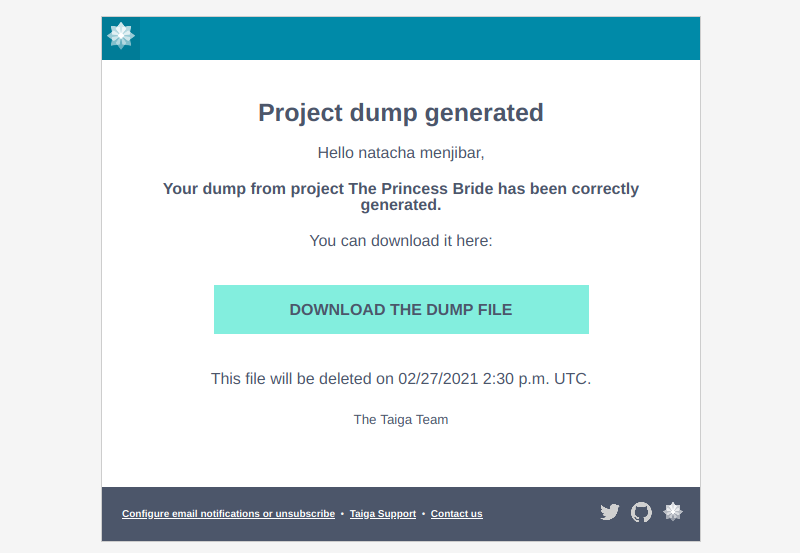 Project dump generated
Hello natacha menjibar,
Your dump from project The Princess Bride has been correctly
generated.
You can download it here:
DOWNLOAD THE DUMP FILE
This file will be deleted on 02/27/2021 2:30 p.m. UTC.
The Taiga Team
Configure email notifications or unsubscribe • Taiga Support • Contact us